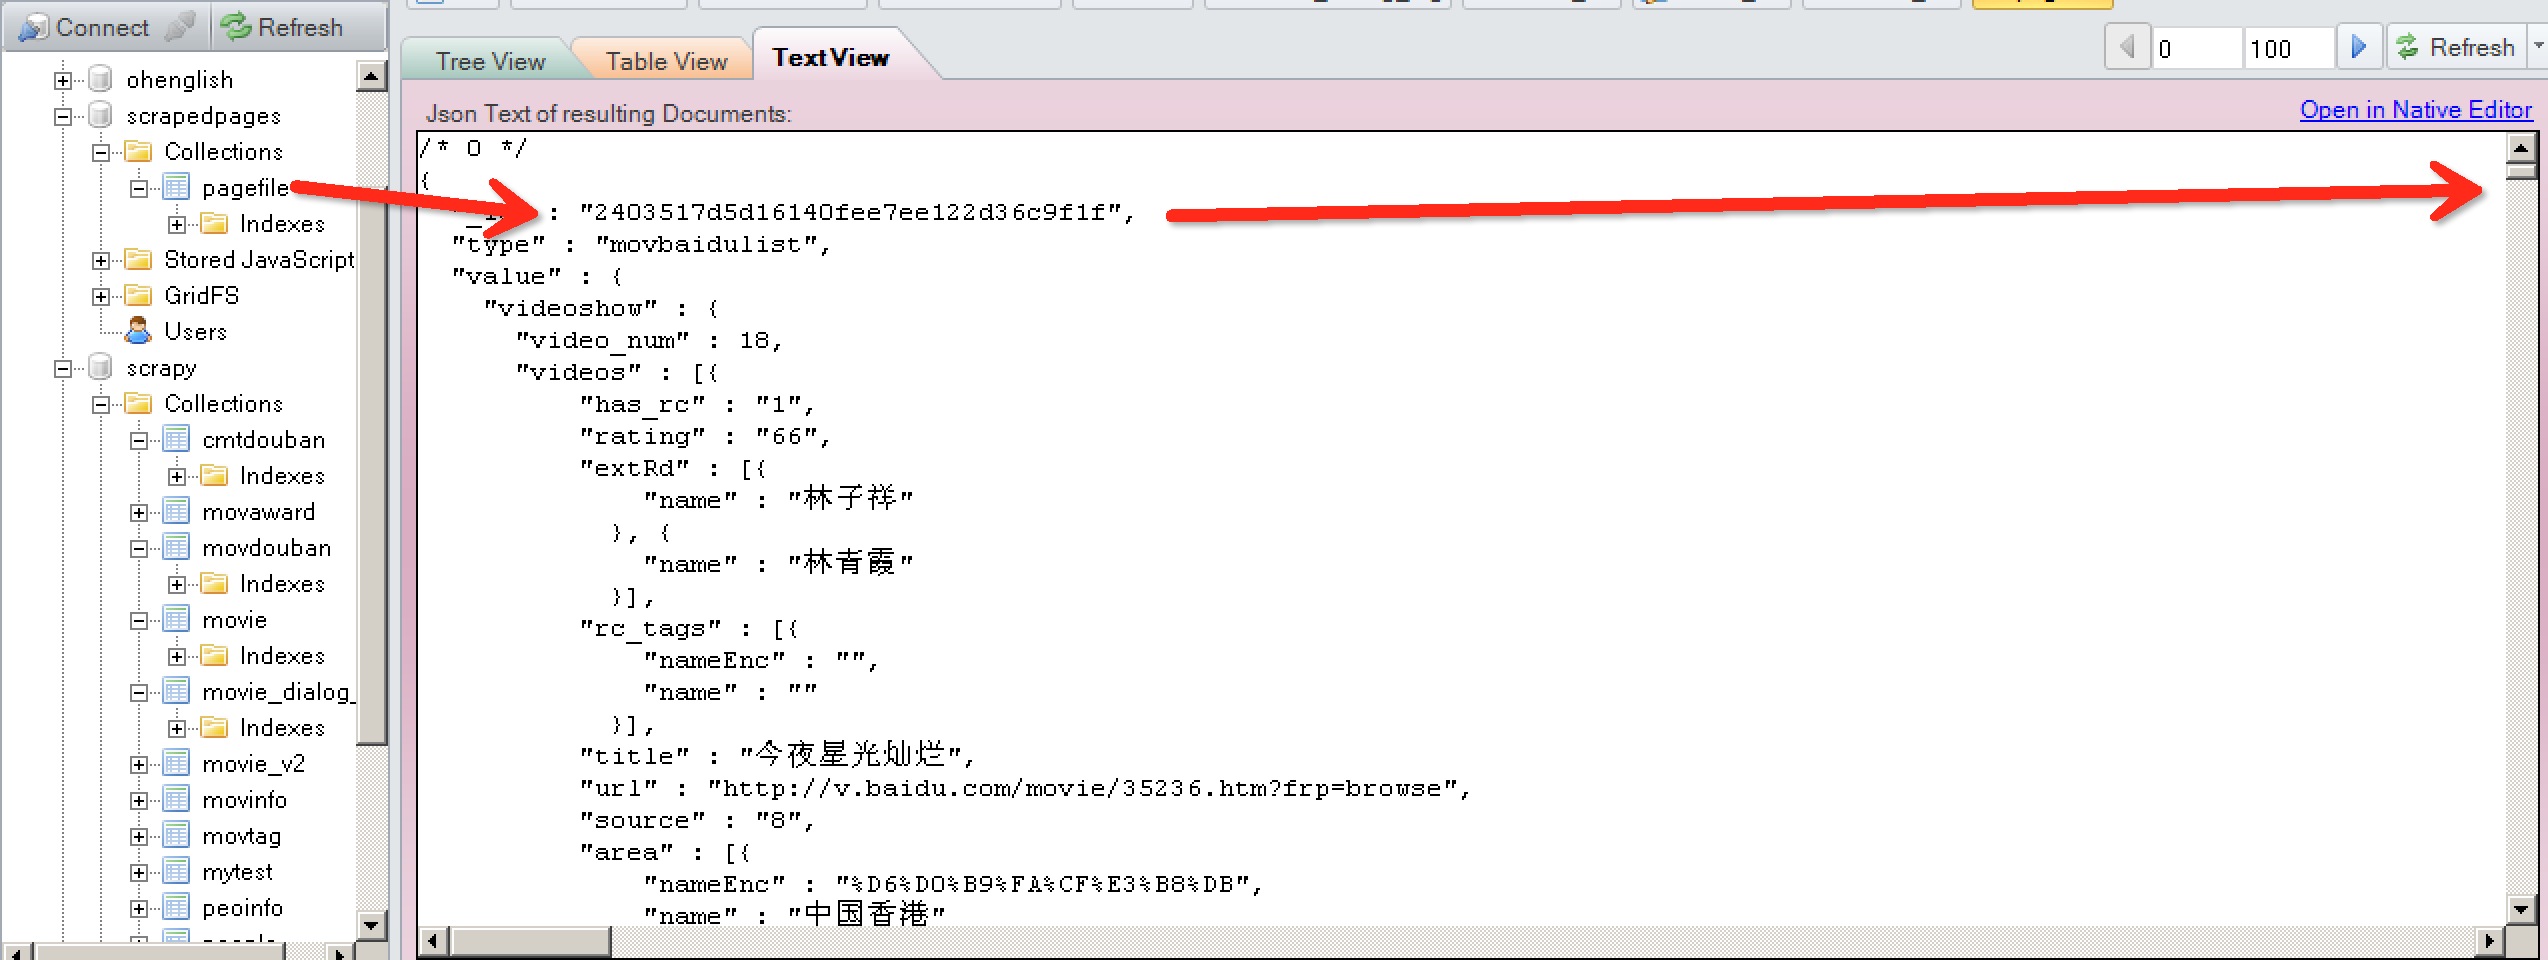 Connect
Refresh
ohenglish
scrapedpages
Collections
pagefile
Indexes
Stored JavaScript
GridFS
Users
scrapy
Collections
cmtdouban
Indexes
movaward
movdouban
Indexes
movie
Indexes
movie_dialog_
Indexes
movie_v2
movinfo
movtag
mytest
peoinfo
Tree View
Table View
Text View
0
100
Refresh
Json Text of resulting Documents:
Open in Native Editor
/* 0 */
{
: "2403517d5d16140fee7ee122d36c9f1f",
"type" : "movbaidulist",
"value" : {
"videoshow" : {
"video_num" : 18,
"videos" : [{
"has_rc" : "1",
"rating" : "66",
"extRd" : [{
"name" : "林子祥"
}, {
"name" : "林青霞"
}],
"rc_tags" : [{
"nameEnc" : "",
"name" : ""
}],
"title" : "今夜星光灿烂",
"url" : "http://v.baidu.com/movie/35236.htm?frp=browse",
"source" : "8",
"area" : [{
"nameEnc" : "%D6%D0%B9%FA%CF%E3%B8%DB",
"name" : "中国香港"